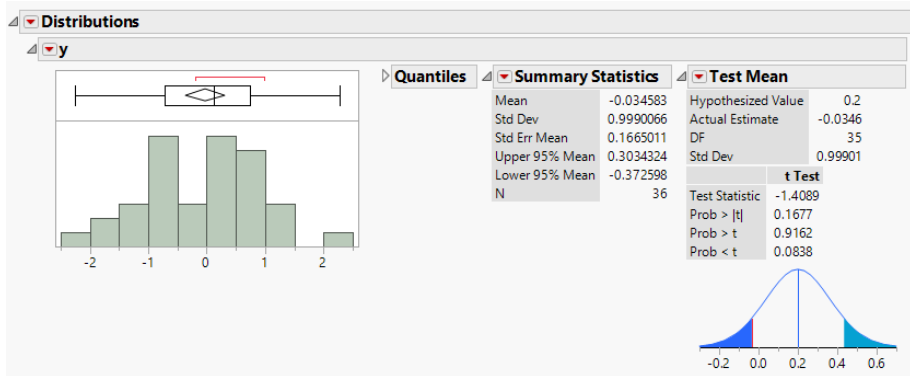 Distributions
y
-2 -1 0 1 2
Quantiles
Summary Statistics
Mean -0.034583
Std Dev 0.9990066
Std Err Mean 0.1665011
Upper 95% Mean 0.3034324
Lower 95% Mean -0.372598
N 36
Test Mean
Hypothesized Value 0.2
Actual Estimate -0.0346
DF 35
Std Dev 0.99901
t Test
Test Statistic -1.4089
Prob > |t| 0.1677
Prob > t 0.9162
Prob < t 0.0838
-0.2 0.0 0.2 0.4 0.6